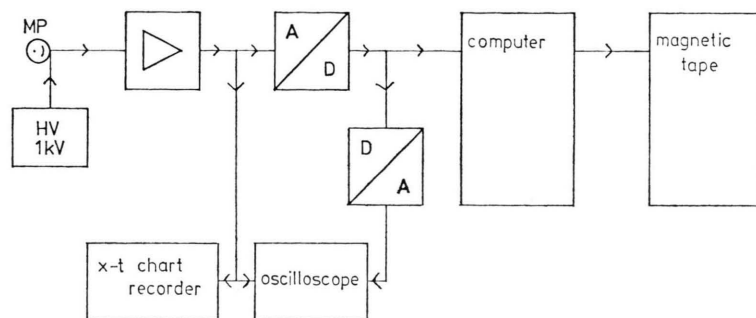 MP
HV
1kV
A
D
computer
magnetic
tape
D
A
x-t chart
recorder
oscilloscope